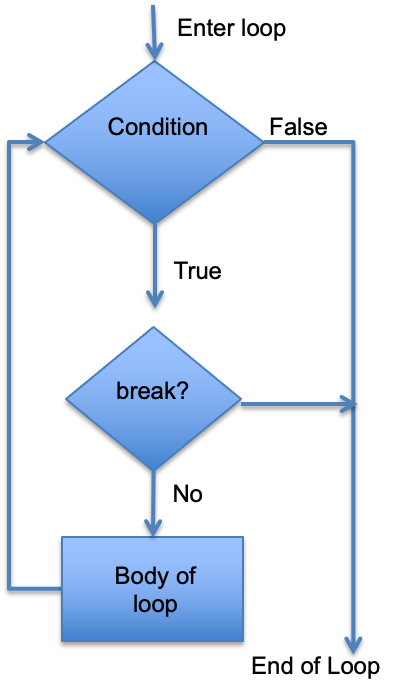 Enter loop
Condition
False
True
break?
No
Body of
loop
End of Loop